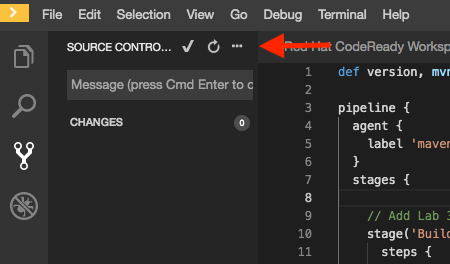 File Edit Selection View Go Debug Terminal Help
SOURCE CONTRO...
Red Hat CodeReady Worksp
Message (press Cmd Enter to c
CHANGES 0
1 def version, mvn
2
3 pipeline {
4 agent {
5 label 'maven
6 }
7 stages {
8
9 // Add Lab 3
10 stage('Build
11 steps {